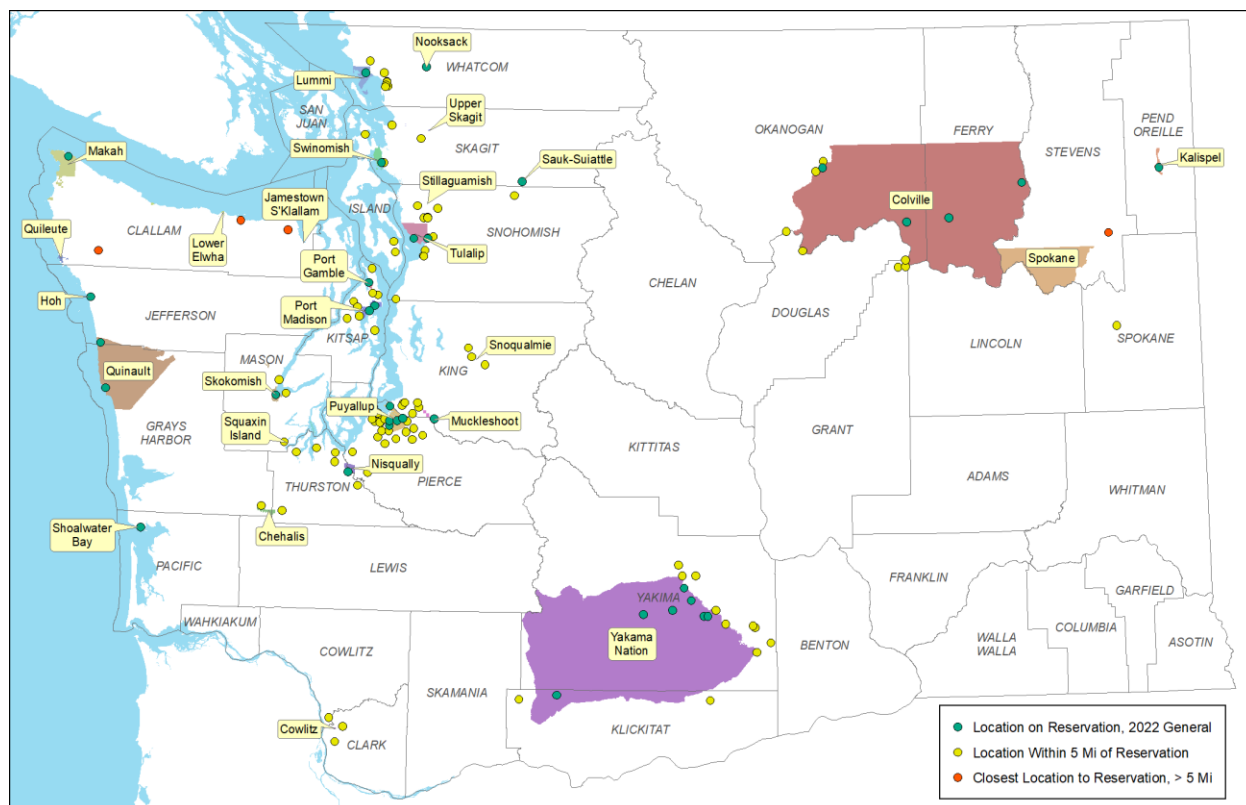 Nooksack
WHATCOM
Lummi
SAN
JUAN
Upper
Skagit
SKAGIT
OKANOGAN
FERRY
PEND
OREILLE
STEVENS
Makah
Swinomish
Sauk-Suiattle
Kalispel
Jamestown
S'Klallam
ISLAND
Stillaguamish
Colville
Quileute
CLALLAM
Lower
Elwha
SNOHOMISH
Tulalip
Port
Gamble
Spokane
CHELAN
Hoh
JEFFERSON
Port
Madison
DOUGLAS
KITSAP
LINCOLN
SPOKANE
MASON
Snoqualmie
KING
Quinault
Skokomish
Puyallup
Muckleshoot
Squaxin
Island
GRAYS
HARBOR
GRANT
KITTITAS
Nisqually
ADAMS
THURSTON
PIERCE
WHITMAN
Shoalwater
Bay
Chehalis
PACIFIC
LEWIS
FRANKLIN
GARFIELD
YAKIMA
WAHKIAKUM
Yakama
Nation
BENTON
COLUMBIA
WALLA
WALLA
ASOTIN
COWLITZ
SKAMANIA
Cowlitz
CLARK
KLICKITAT
Location on Reservation, 2022 General
Location Within 5 Mi of Reservation
Closest Location to Reservation, > 5 Mi